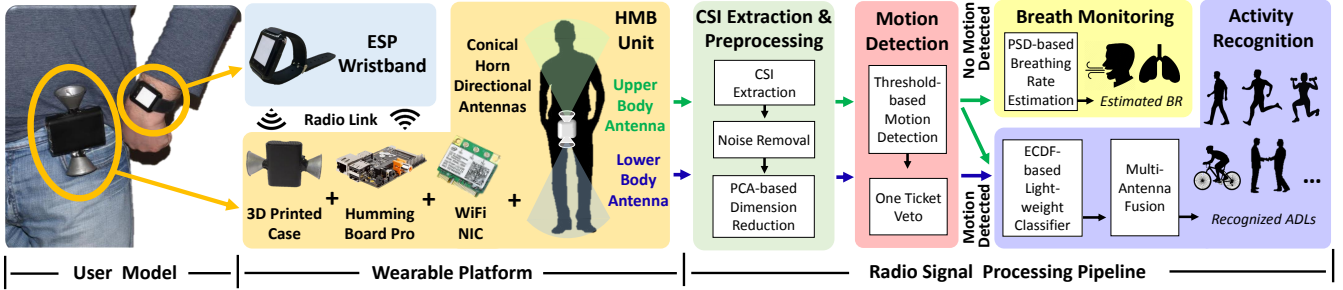 ESP
Wristband
Radio Link
3D Printed
Case
+
Humming
Board Pro
+
WiFi
NIC
+
Conical
Horn
Directional
Antennas
HMB
Unit
Upper
Body
Antenna
Lower
Body
Antenna
CSI Extraction &
Preprocessing
CSI
Extraction
Noise Removal
PCA-based
Dimension
Reduction
Motion
Detection
Threshold-
based
Motion
Detection
One Ticket
Veto
No Motion
Detected
Motion
Detected
Breath Monitoring
PSD-based
Breathing
Rate
Estimation
Estimated BR
ECDF-
based
Light-
weight
Classifier
Multi-
Antenna
Fusion
Activity
Recognition
...
Recognized ADLs
User Model
Wearable Platform
Radio Signal Processing Pipeline